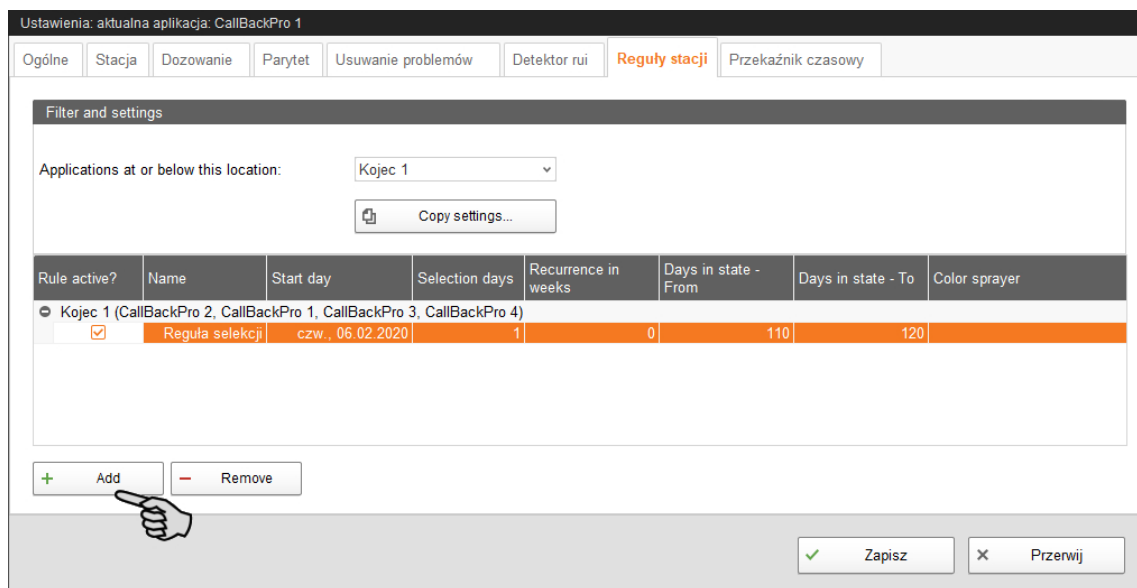 Ustawienia: aktualna aplikacja: CallBackPro 1
Ogólne Stacja Dozowanie Parytet Usuwanie problemów Detektor rui Reguły stacji Przekaźnik czasowy
Filter and settings
Applications at or below this location: Kojec 1
Copy settings...
Rule active? Name Start day Selection days Recurrence in weeks Days in state - From Days in state - To Color sprayer
Kojec 1 (CallBackPro 2, CallBackPro 1, CallBackPro 3, CallBackPro 4)
Reguła selekcji czw., 06.02.2020 1 0 110 120
Add Remove
Zapisz Przerwij